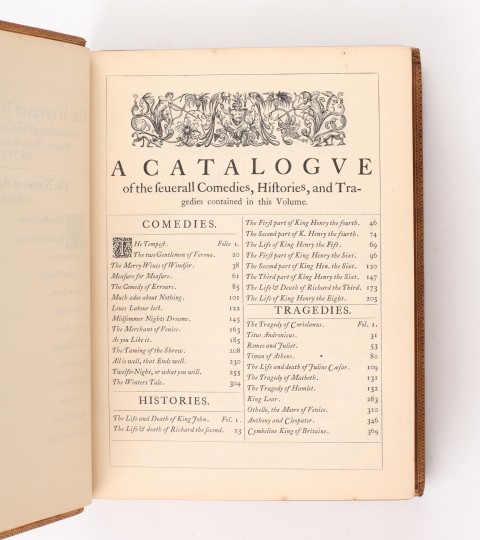 A CATALOGVE
of the seuerall Comedies, Histories, and Tra-
gedies contained in this Volume.
COMEDIES.
THe Tempest. Folio 1.
The two Gentlemen of Verona. 20
The Merry Wiues of Windsor. 38
Measure for Measure. 61
The Comedy of Errours. 85
Much adoo about Nothing. 101
Loues Labour lost. 122
Midsommer Nights Dreame. 145
The Merchant of Venice. 163
As you Like it. 185
The Taming of the Shrew. 208
All is well, that Ends well. 230
Twelfe-Night, or what you will. 255
The Winters Tale. 304
HISTORIES.
The Life and Death of King John. Fol. 1.
The Life & death of Richard the second. 23
The First part of King Henry the fourth. 46
The Second part of K. Henry the fourth. 74
The Life of King Henry the Fift. 69
The First part of King Henry the Sixt. 96
The Second part of King Hen. the Sixt. 120
The Third part of King Henry the Sixt. 147
The Life & Death of Richard the Third. 173
The Life of King Henry the Eight. 205
TRAGEDIES.
The Tragedy of Coriolanus. Fol. 1.
Titus Andronicus. 31
Romeo and Juliet. 53
Timon of Athens. 80
The Life and death of Julius Cæsar. 109
The Tragedy of Macbeth. 131
The Tragedy of Hamlet. 152
King Lear. 283
Othello, the Moore of Venice. 310
Anthony and Cleopater. 346
Cymbeline King of Britaine. 369